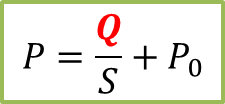 P = Q/S + P₀